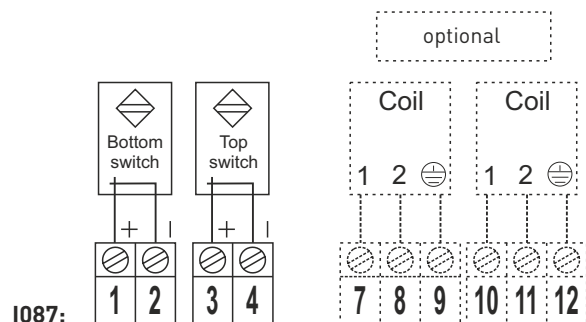 optional
Coil Coil
Bottom switch
Top switch
1 2 1 2
+ – + –
I087: 1 2 3 4 7 8 9 10 11 12